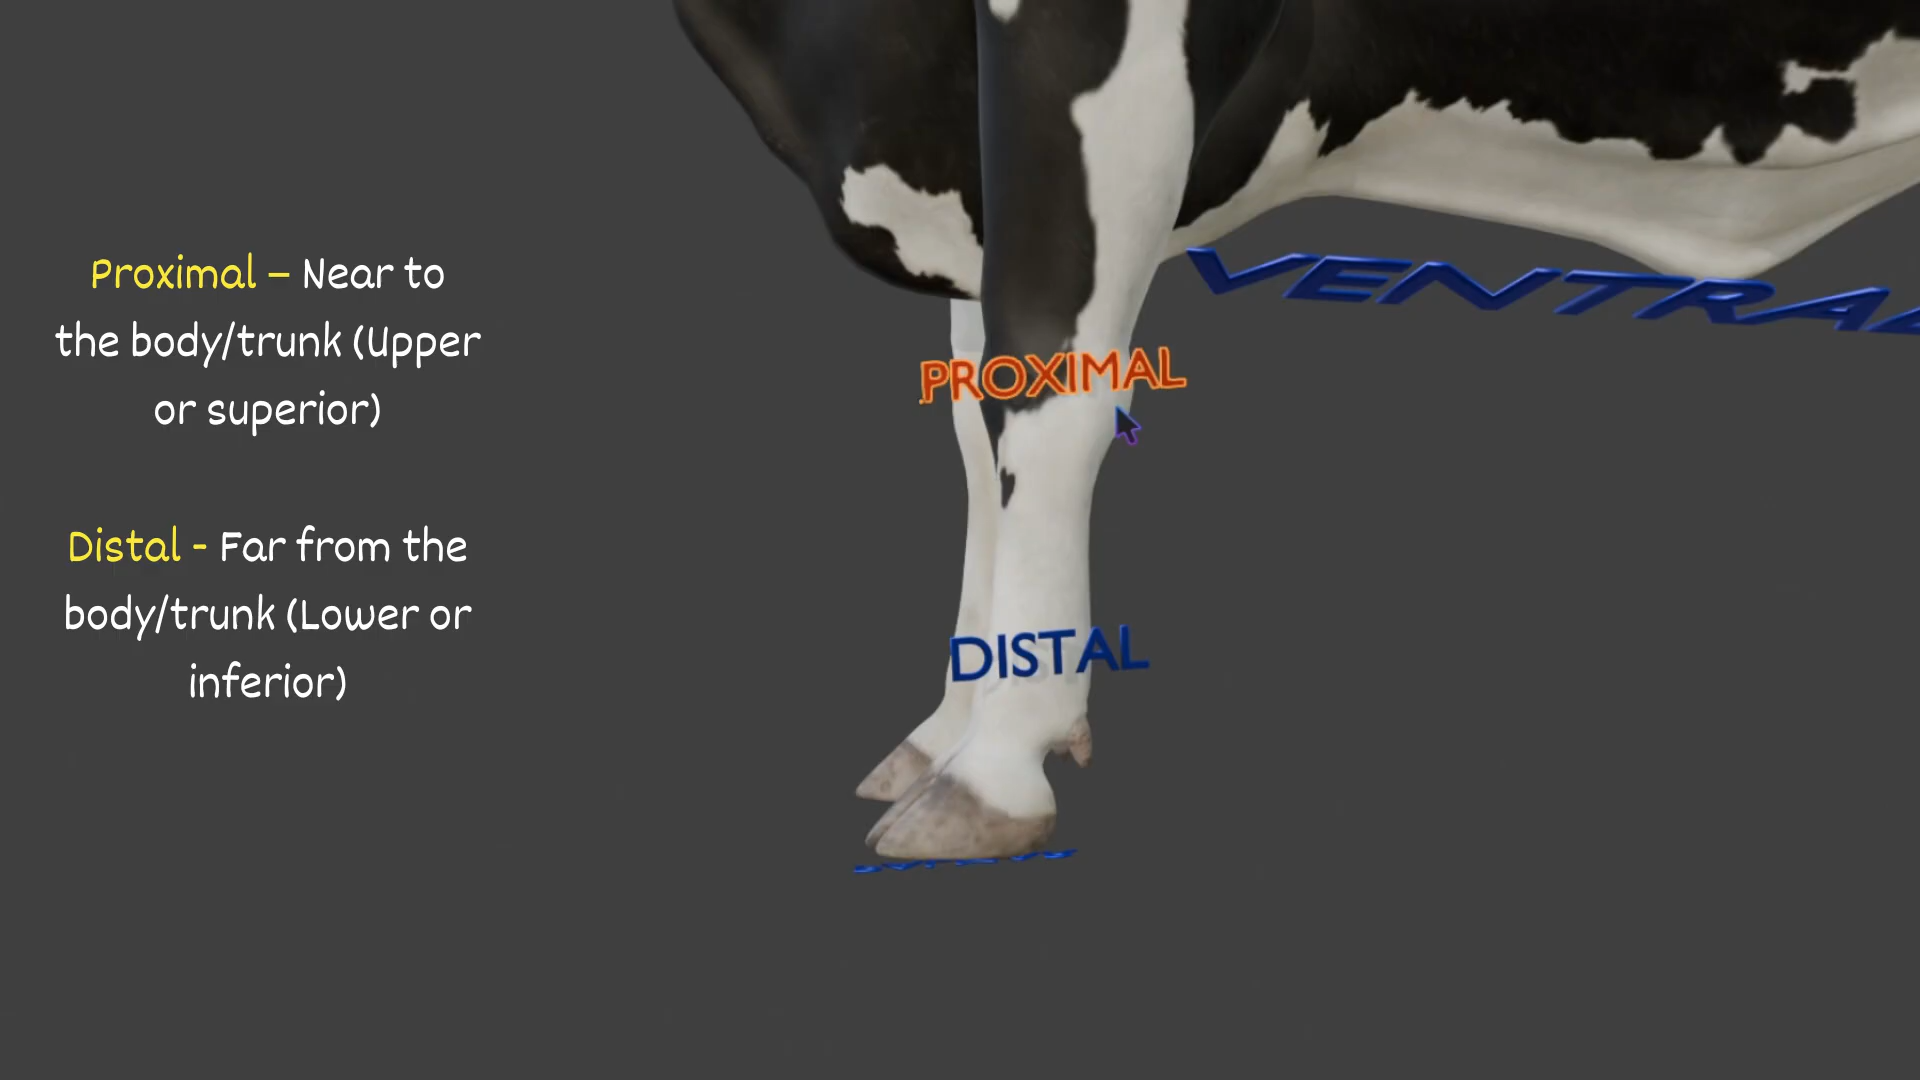 Proximal – Near to
the body/trunk (Upper
or superior)
Distal - Far from the
body/trunk (Lower or
inferior)
PROXIMAL
DISTAL